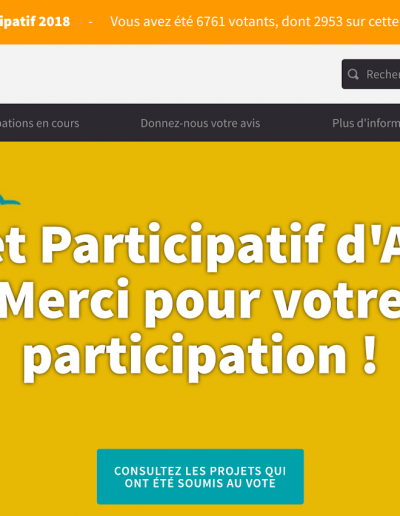 ipatif 2018 - Vous avez été 6761 votants, dont 2953 sur cette
Recher
pations en cours Donnez-nous votre avis Plus d'inform
et Participatif d'A
Merci pour votre
participation !
CONSULTEZ LES PROJETS QUI
ONT ÉTÉ SOUMIS AU VOTE